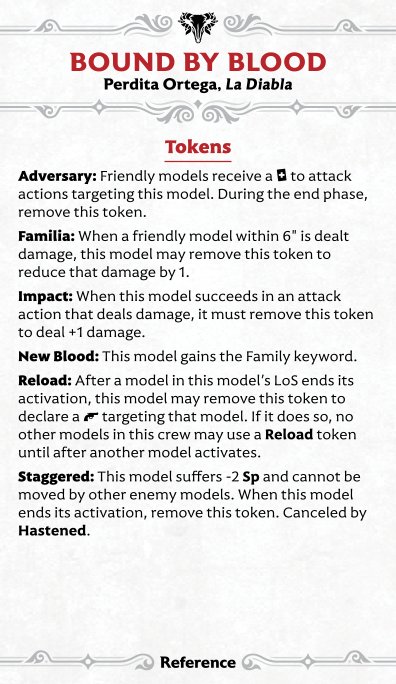 BOUND BY BLOOD
Perdita Ortega, La Diabla
Tokens
Adversary: Friendly models receive a to attack
actions targeting this model. During the end phase,
remove this token.
Familia: When a friendly model within 6" is dealt
damage, this model may remove this token to
reduce that damage by 1.
Impact: When this model succeeds in an attack
action that deals damage, it must remove this token
to deal +1 damage.
New Blood: This model gains the Family keyword.
Reload: After a model in this model's LoS ends its
activation, this model may remove this token to
declare a targeting that model. If it does so, no
other models in this crew may use a Reload token
until after another model activates.
Staggered: This model suffers -2 Sp and cannot be
moved by other enemy models. When this model
ends its activation, remove this token. Canceled by
Hastened.
Reference